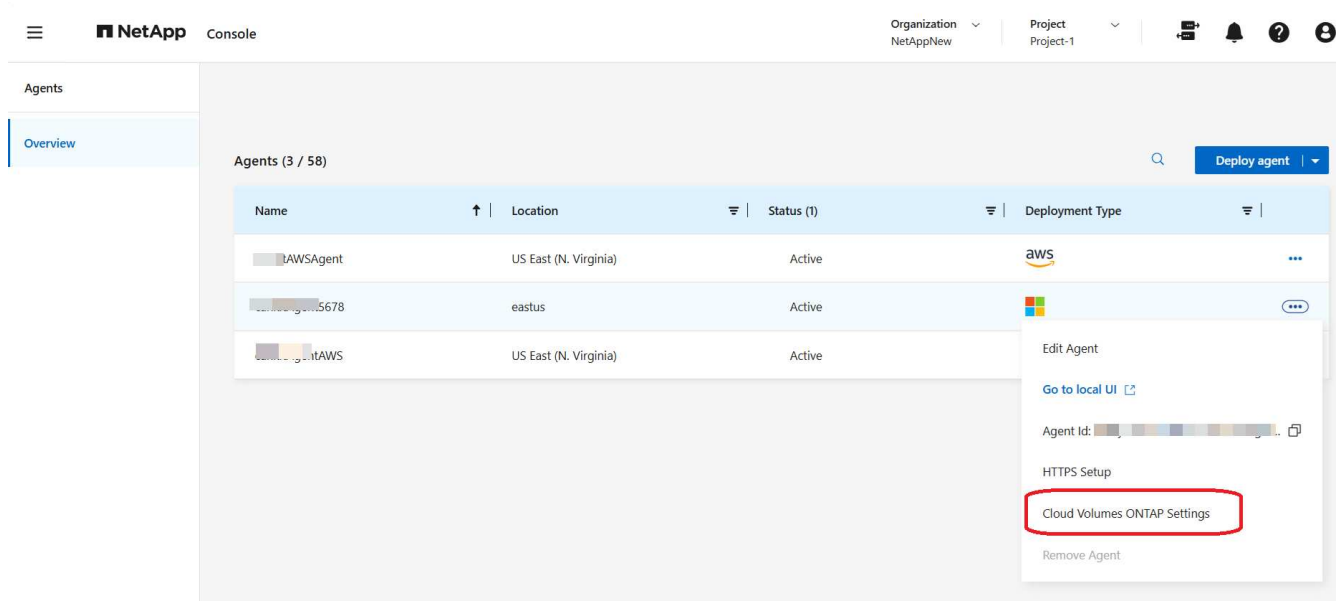 NetApp Console
Organization
NetAppNew
Project
Project-1
Agents
Overview
Agents (3 / 58)
Deploy agent
Name Location Status (1) Deployment Type
tAWSAgent US East (N. Virginia) Active aws
5678 eastus Active
ntAWS US East (N. Virginia) Active
Edit Agent
Go to local UI
Agent Id:
HTTPS Setup
Cloud Volumes ONTAP Settings
Remove Agent